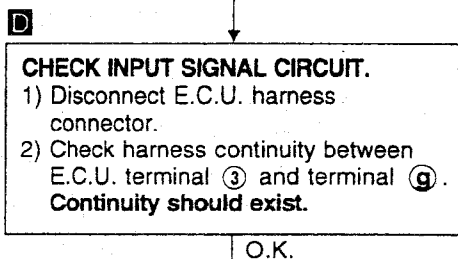 D
CHECK INPUT SIGNAL CIRCUIT.
1) Disconnect E.C.U. harness
connector.
2) Check harness continuity between
E.C.U. terminal ③ and terminal ⓖ.
Continuity should exist.
O.K.